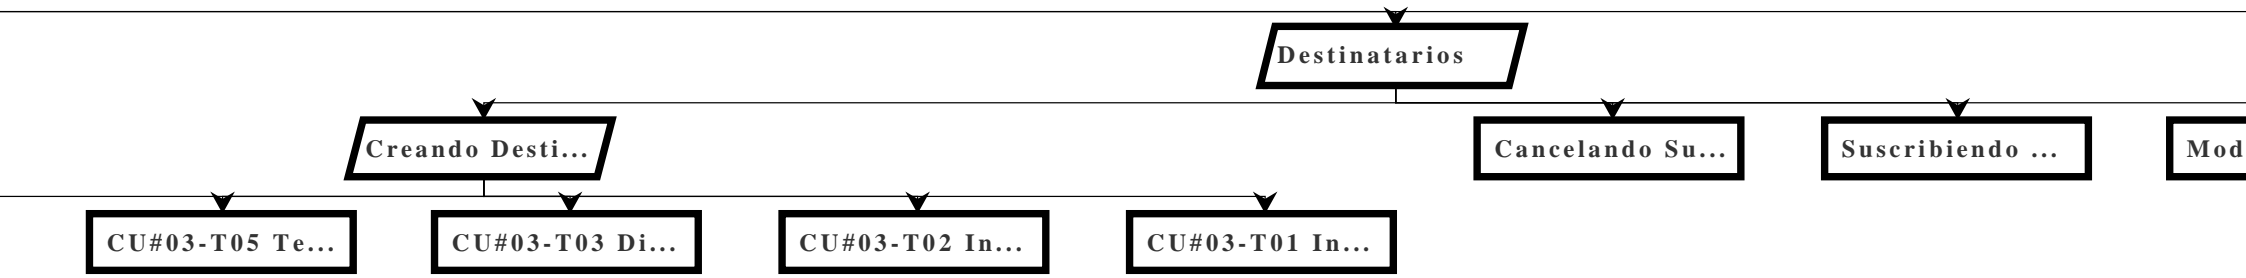 Destinatarios
Creando Desti...
Cancelando Su...
Suscribiendo ...
Mod
CU#03-T05 Te...
CU#03-T03 Di...
CU#03-T02 In...
CU#03-T01 In...